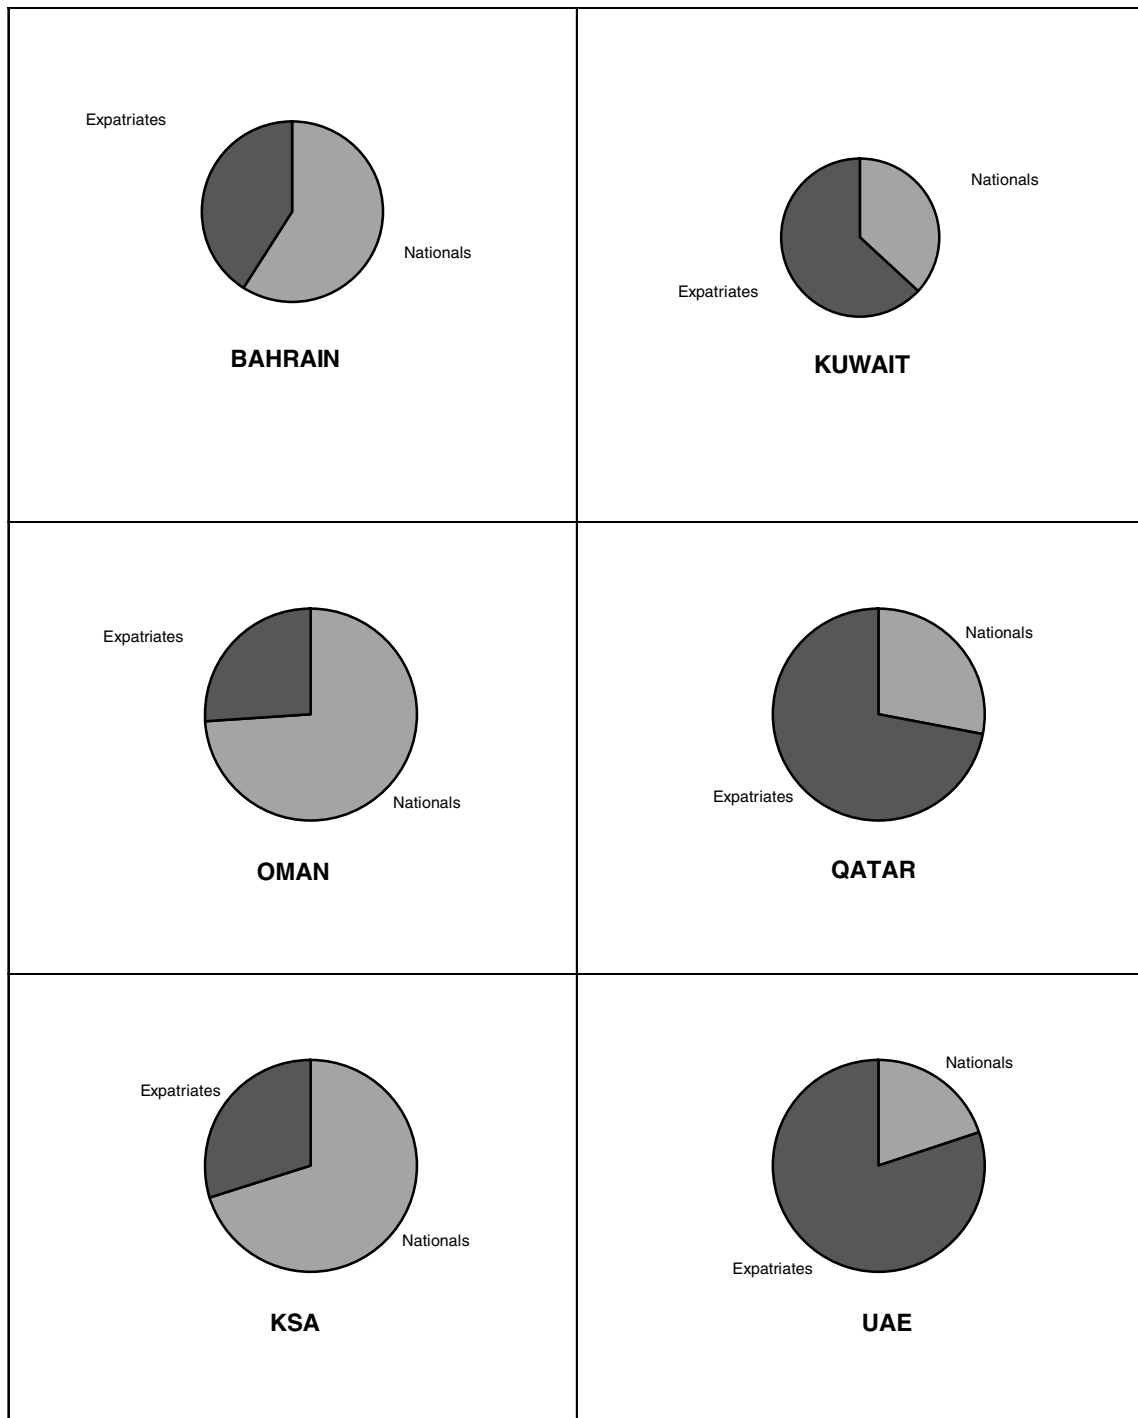 Expatriates
Nationals
BAHRAIN
Nationals
Expatriates
KUWAIT
Expatriates
Nationals
OMAN
Nationals
Expatriates
QATAR
Expatriates
Nationals
KSA
Nationals
Expatriates
UAE